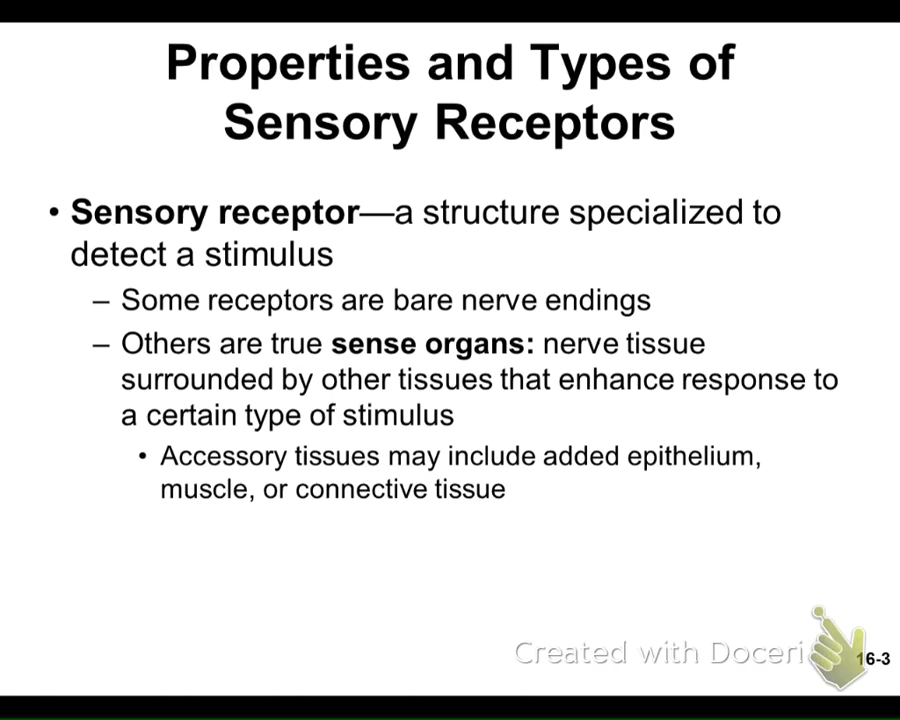 Properties and Types of
Sensory Receptors
• Sensory receptor—a structure specialized to
detect a stimulus
– Some receptors are bare nerve endings
– Others are true sense organs: nerve tissue
surrounded by other tissues that enhance response to
a certain type of stimulus
• Accessory tissues may include added epithelium,
muscle, or connective tissue
Created with Doceri
16-3